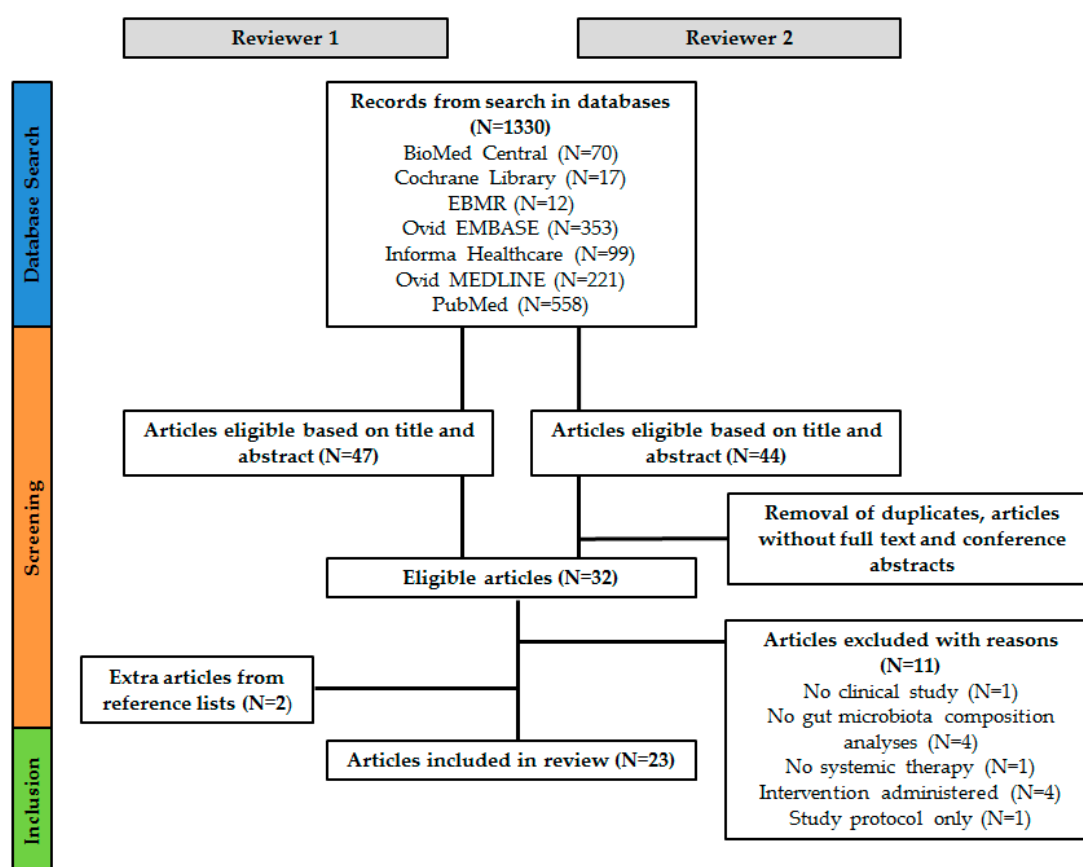 Reviewer 1
Reviewer 2
Database Search
Records from search in databases
(N=1330)
BioMed Central (N=70)
Cochrane Library (N=17)
EBMR (N=12)
Ovid EMBASE (N=353)
Informa Healthcare (N=99)
Ovid MEDLINE (N=221)
PubMed (N=558)
Screening
Articles eligible based on title and
abstract (N=47)
Articles eligible based on title and
abstract (N=44)
Removal of duplicates, articles
without full text and conference
abstracts
Eligible articles (N=32)
Articles excluded with reasons
(N=11)
No clinical study (N=1)
No gut microbiota composition
analyses (N=4)
No systemic therapy (N=1)
Intervention administered (N=4)
Study protocol only (N=1)
Extra articles from
reference lists (N=2)
Inclusion
Articles included in review (N=23)